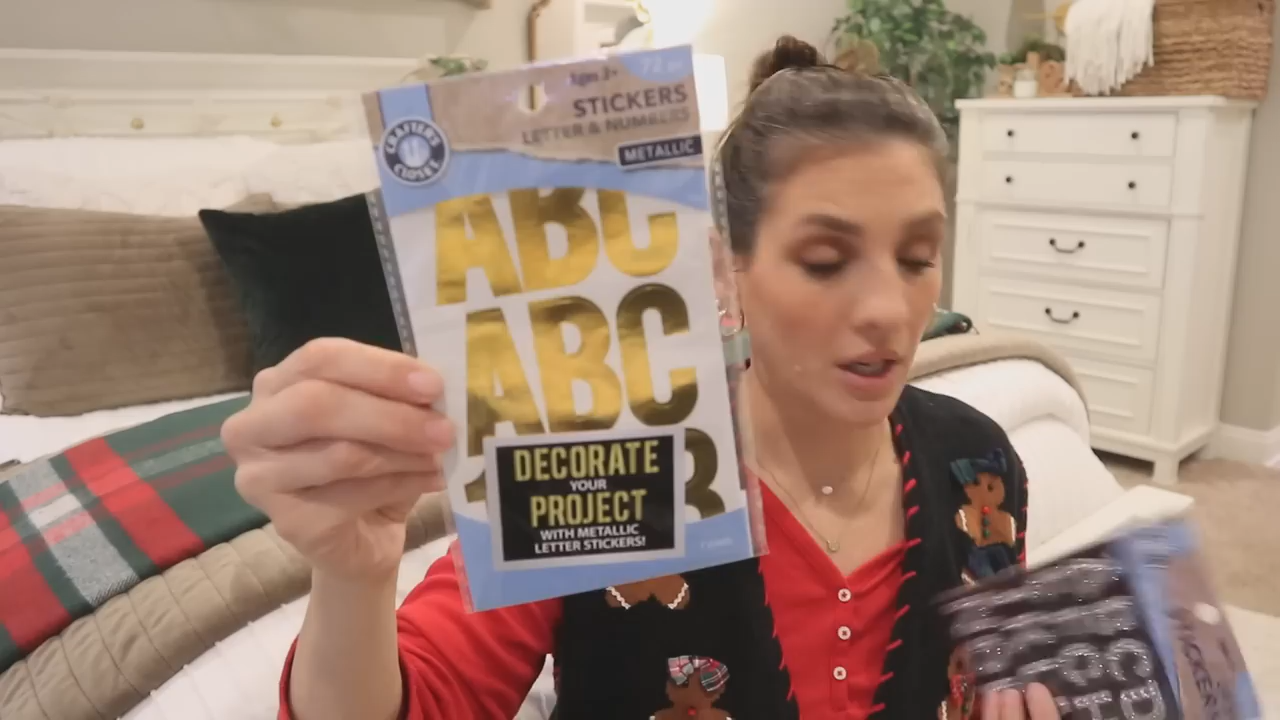 Ages 3+
72 pc
STICKERS
LETTER & NUMBERS
METALLIC
CRAFTER'S
CLOSET
ABC
ABC
B
DECORATE
YOUR
PROJECT
WITH METALLIC
LETTER STICKERS!